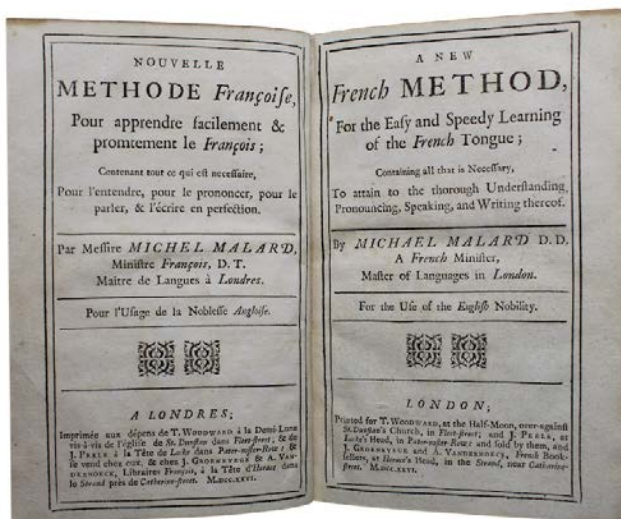 NOUVELLE
METHODE Françoiſe,
Pour apprendre facilement &
promtement le François;
Contenant tout ce qui eſt neceſſaire,
Pour l'entendre, pour le prononcer, pour le
parler, & l'écrire en perfection.
Par Meſſire MICHEL MALARD,
Miniſtre François, D. T.
Maitre de Langues à Londres.
Pour l'Uſage de la Nobleſſe Angloiſe.
A LONDRES;
Imprimée aux dépens de T. WOODWARD à la Demi-Lune
vis-à-vis de l'égliſe de St. Dunſtan dans Fleet-ſtreet; & de
J. PEELE à la Tête de Locke dans Pater-noſter-Row: &
ſe vend chez eux, & chez J. GROENEVEGE & A. VAN-
DERHOECK, Libraires François, à la Tête d'Horace dans
le Strand près de Catherine-ſtreet. M.DCC.XXVI.
A NEW
French METHOD,
For the Eaſy and Speedy Learning
of the French Tongue;
Containing all that is Neceſſary,
To attain to the thorough Underſtanding,
Pronouncing, Speaking, and Writing thereof.
By MICHAEL MALARD D. D.
A French Miniſter,
Maſter of Languages in London.
For the Uſe of the Engliſh Nobility.
LONDON;
Printed for T. WOODWARD, at the Half-Moon, over-againſt
St. Dunſtan's Church, in Fleet-ſtreet; and J. PEELE, at
Locke's Head, in Pater-noſter-Row: and ſold by them, and
J. GROENEVEGE and A. VANDERHOECK, French Book-
ſellers, at Horace's Head, in the Strand, near Catharine-
ſtreet. M.DCC.XXVI.